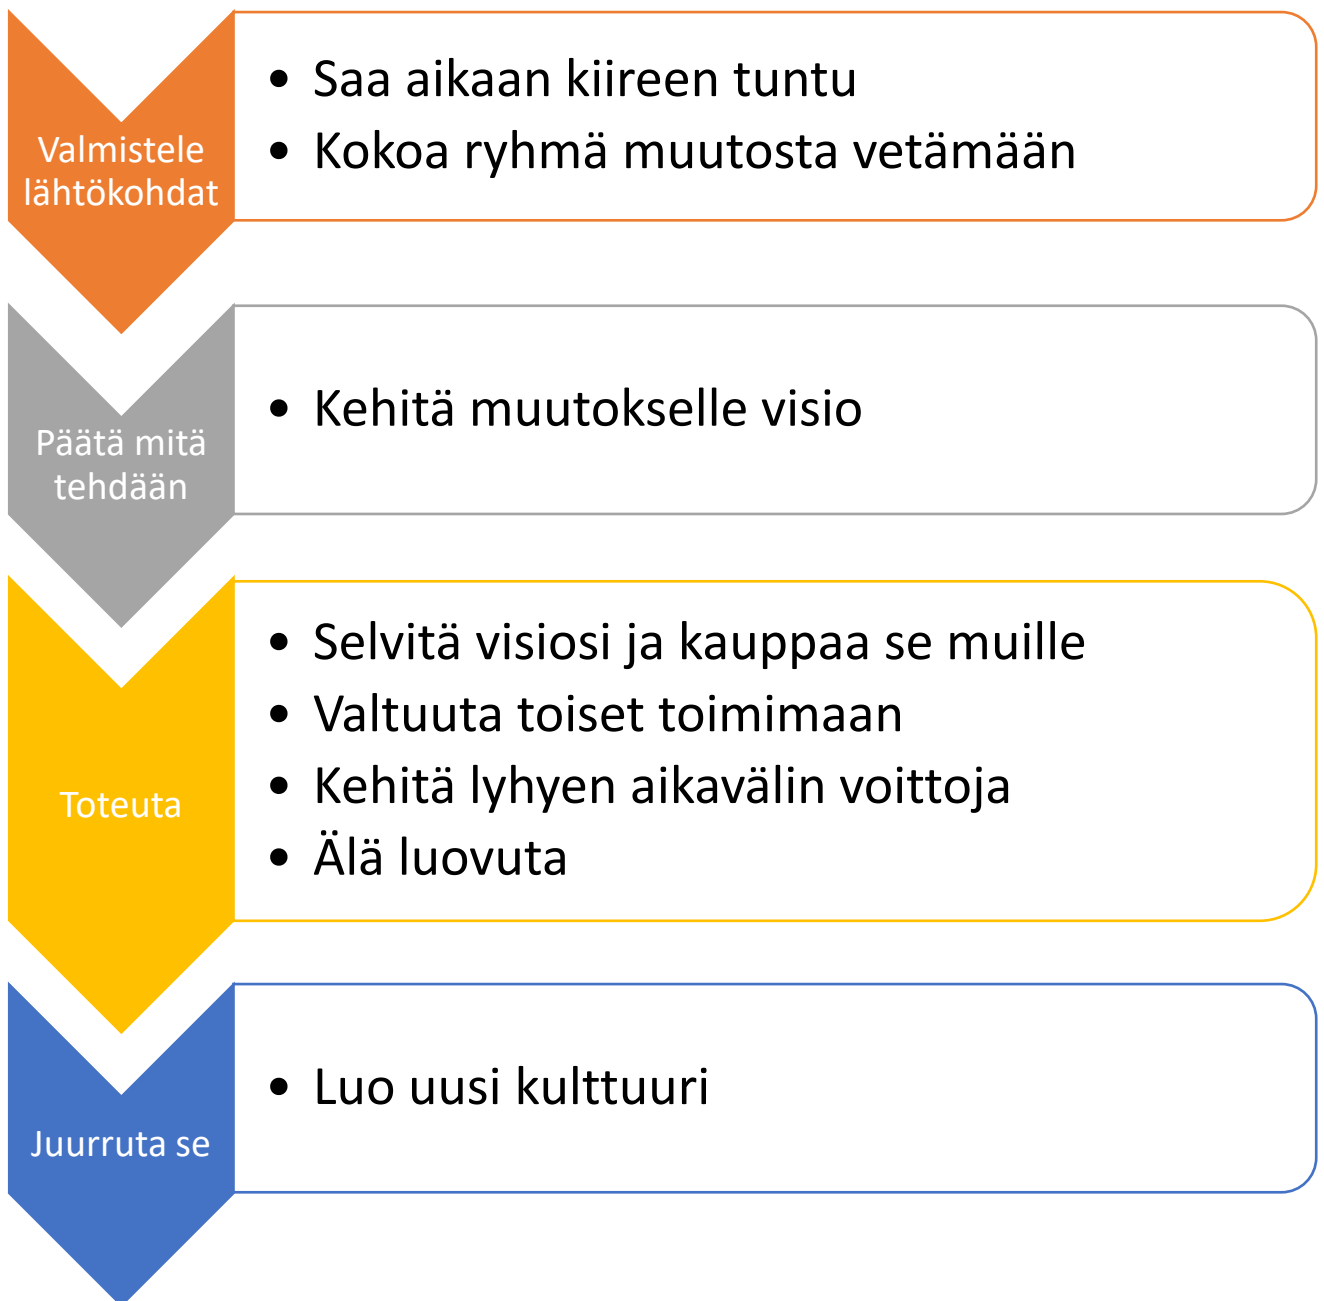 Valmistele
lähtökohdat
• Saa aikaan kiireen tuntu
• Kokoa ryhmä muutosta vetämään
Päätä mitä
tehdään
• Kehitä muutokselle visio
Toteuta
• Selvitä visiosi ja kauppaa se muille
• Valtuuta toiset toimimaan
• Kehitä lyhyen aikavälin voittoja
• Älä luovuta
Juurruta se
• Luo uusi kulttuuri